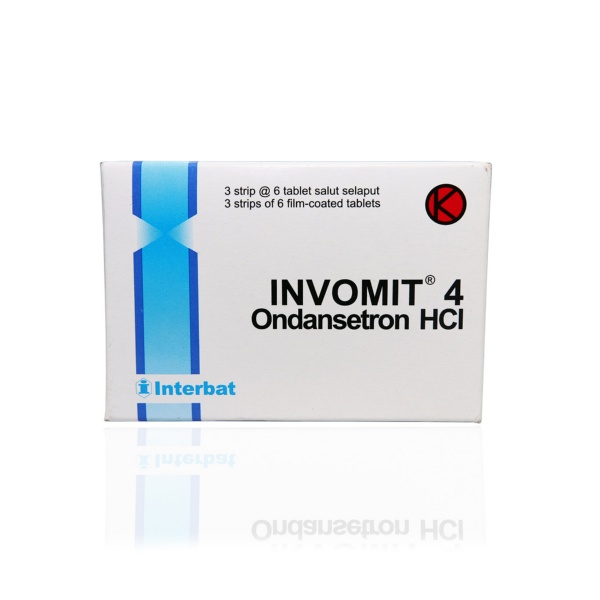 3 strip @ 6 tablet salut selaput
3 strips of 6 film-coated tablets
K
INVOMIT® 4
Ondansetron HCl
Interbat